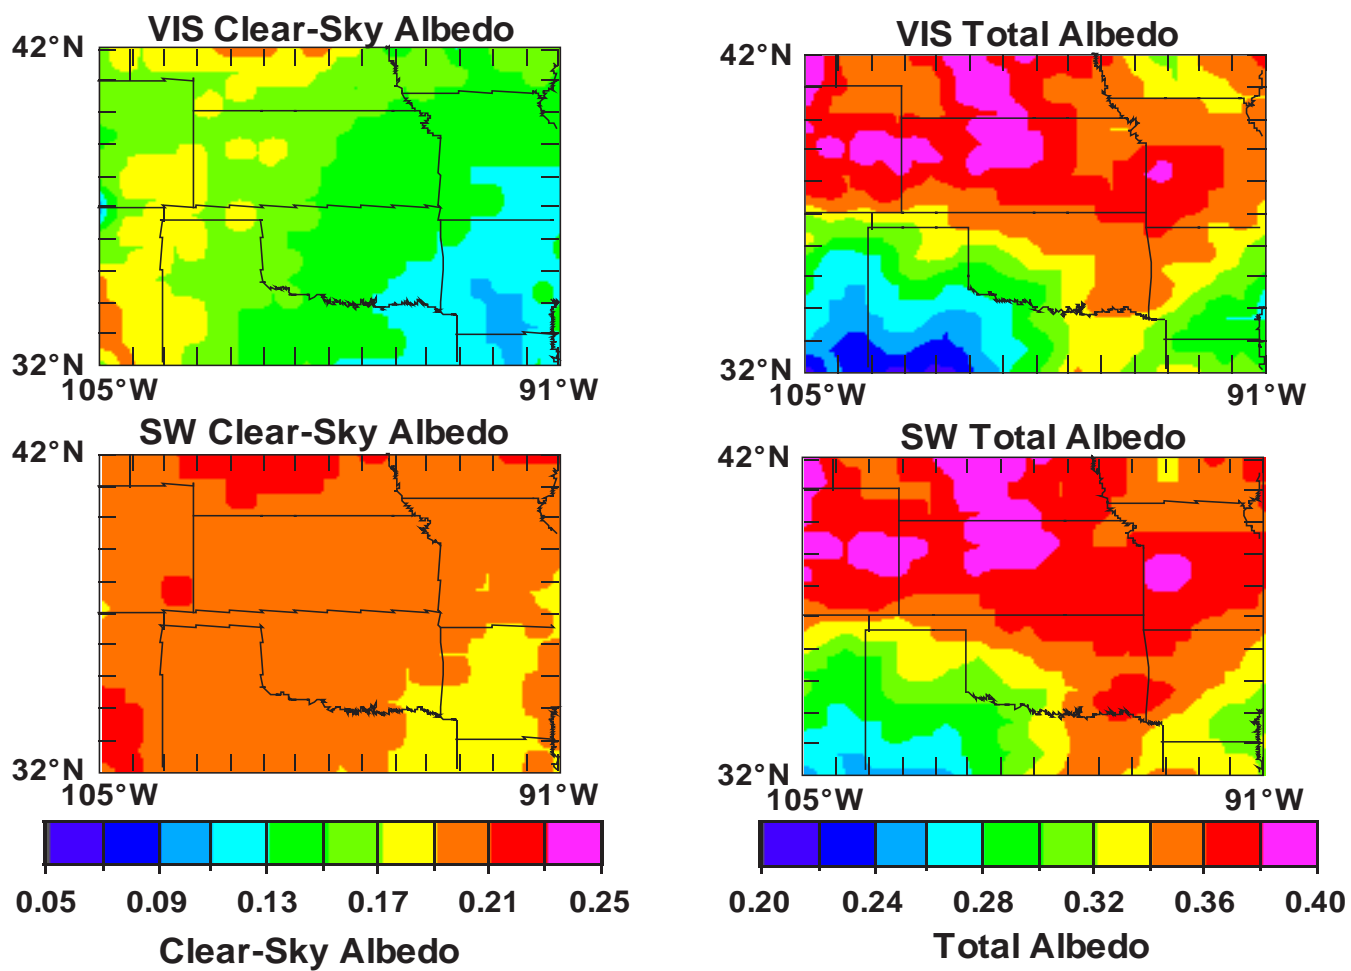 VIS Clear-Sky Albedo
42°N
32°N
105°W 91°W
VIS Total Albedo
42°N
32°N
105°W 91°W
SW Clear-Sky Albedo
42°N
32°N
105°W 91°W
SW Total Albedo
42°N
32°N
105°W 91°W
0.05 0.09 0.13 0.17 0.21 0.25
Clear-Sky Albedo
0.20 0.24 0.28 0.32 0.36 0.40
Total Albedo